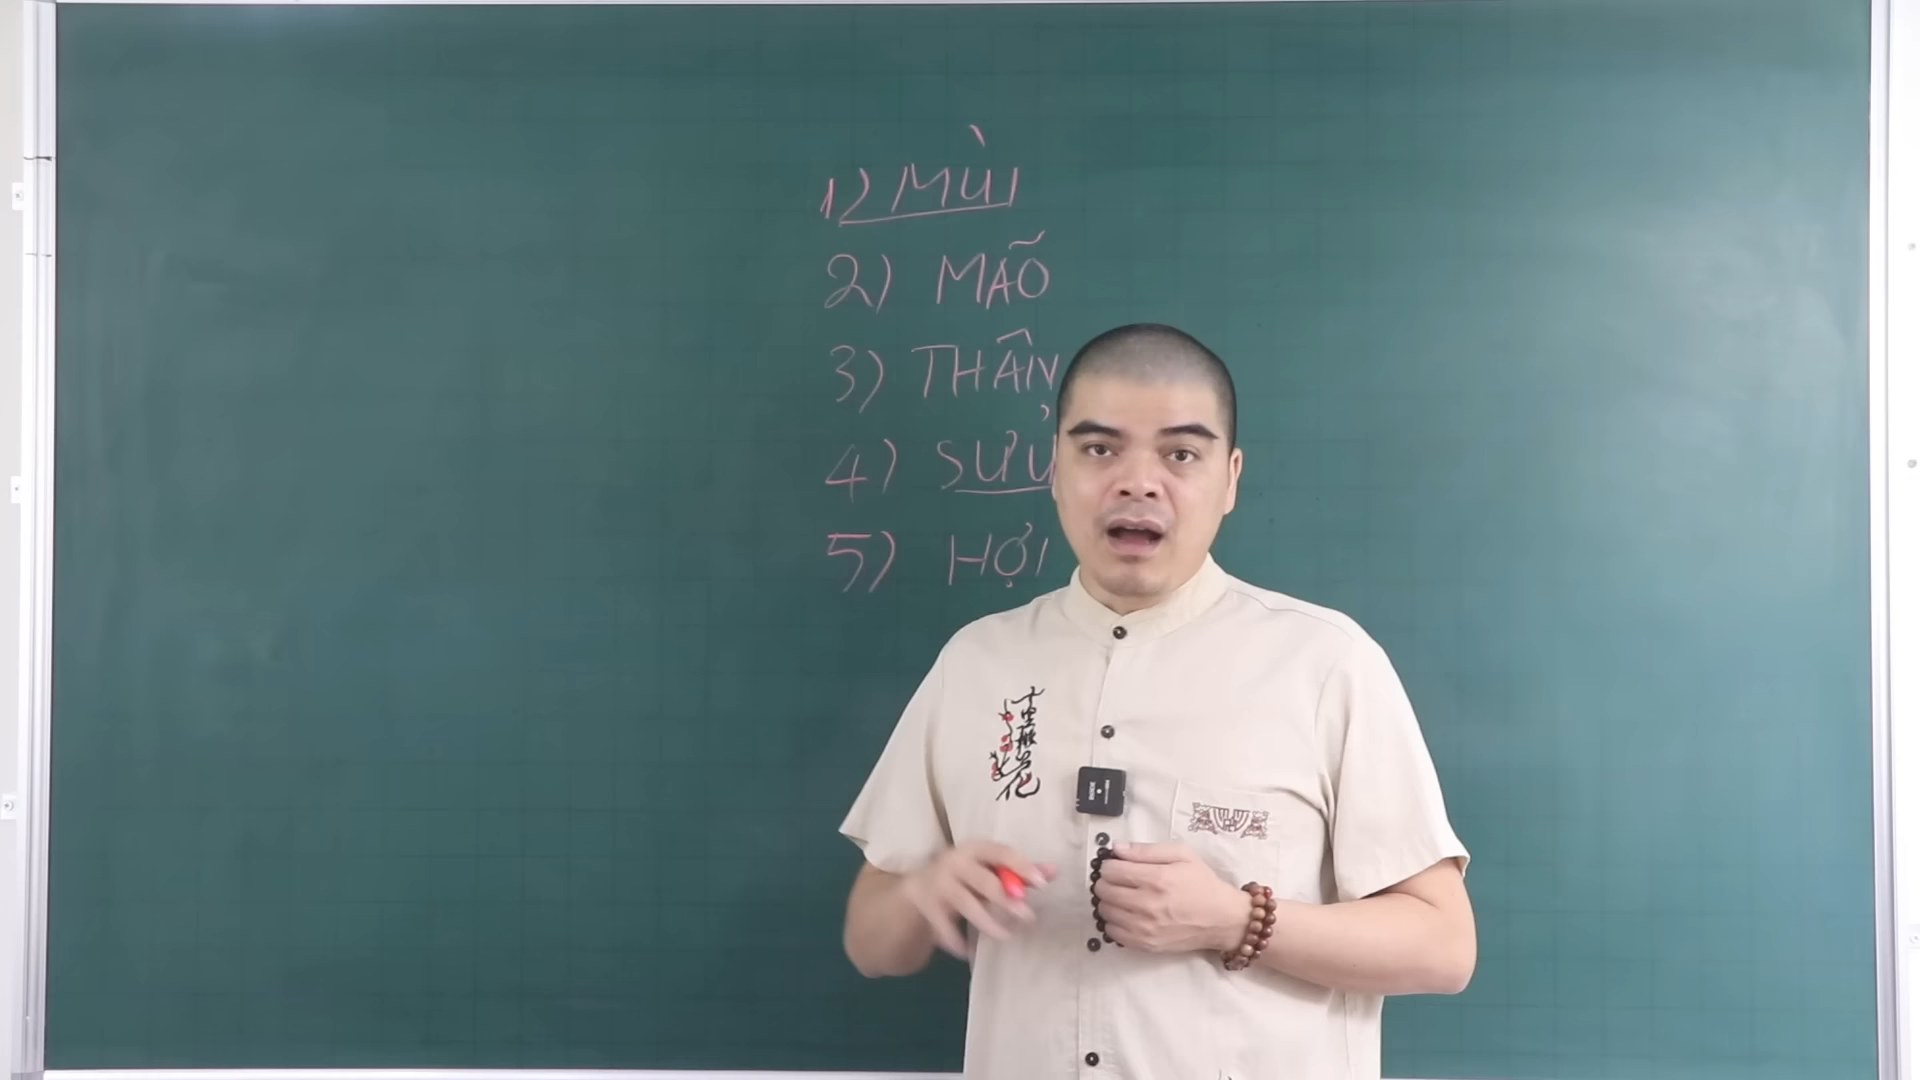 1) MÙI
2) MÃO
3) THÂN
4) SỬU
5) HỢI